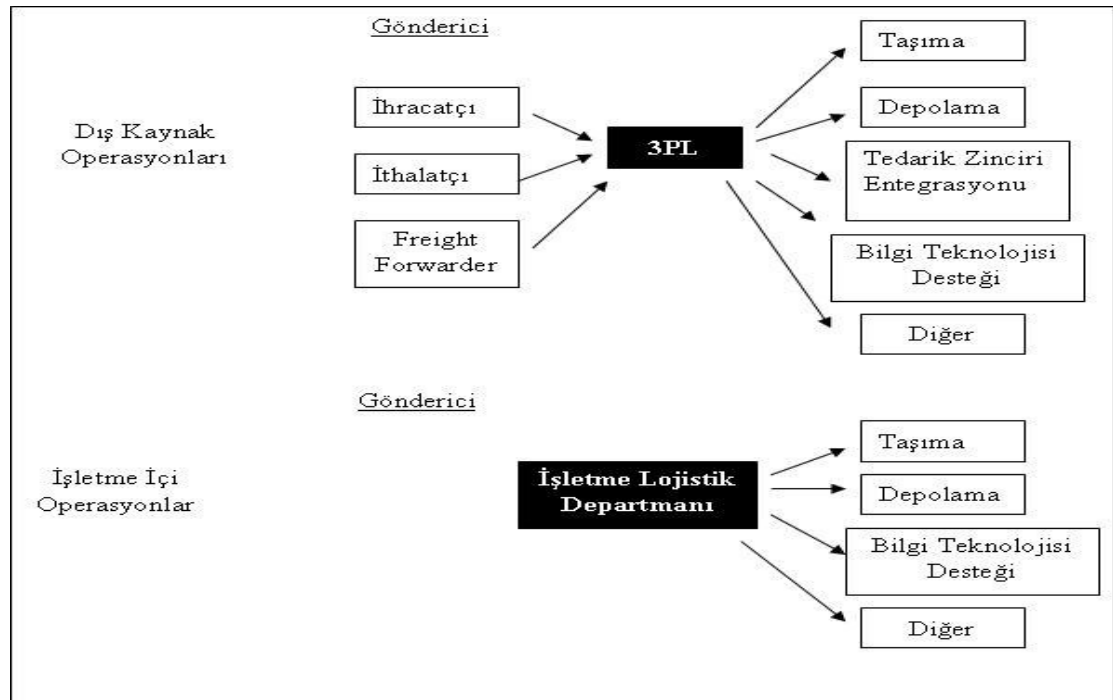 Gönderici
Dış Kaynak
Operasyonları
İhracatçı
İthalatçı
Freight
Forwarder
3PL
Taşıma
Depolama
Tedarik Zinciri
Entegrasyonu
Bilgi Teknolojisi
Desteği
Diğer
Gönderici
İşletme İçi
Operasyonlar
İşletme Lojistik
Departmanı
Taşıma
Depolama
Bilgi Teknolojisi
Desteği
Diğer